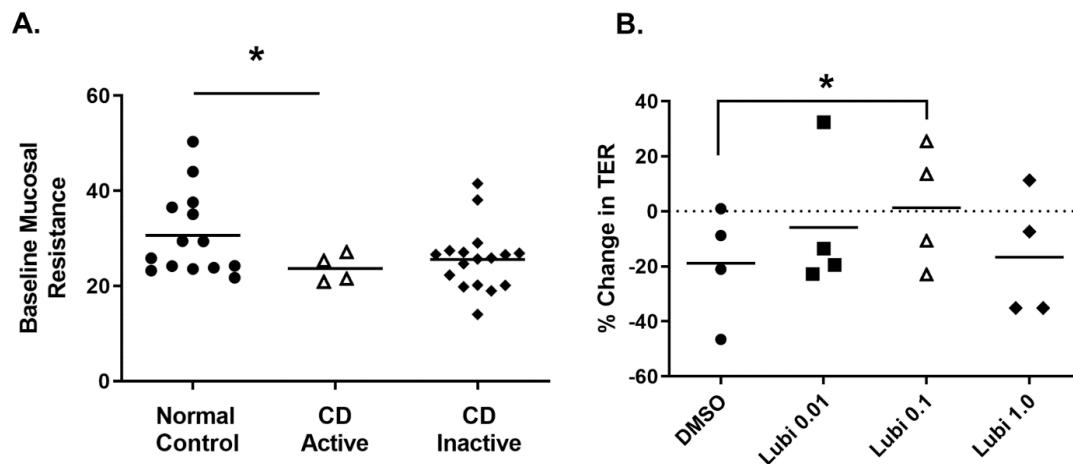 A.
*
Baseline Mucosal
Resistance
60
40
20
0
Normal
Control
CD
Active
CD
Inactive
B.
*
% Change in TER
40
20
0
-20
-40
-60
DMSO
Lubi 0.01
Lubi 0.1
Lubi 1.0